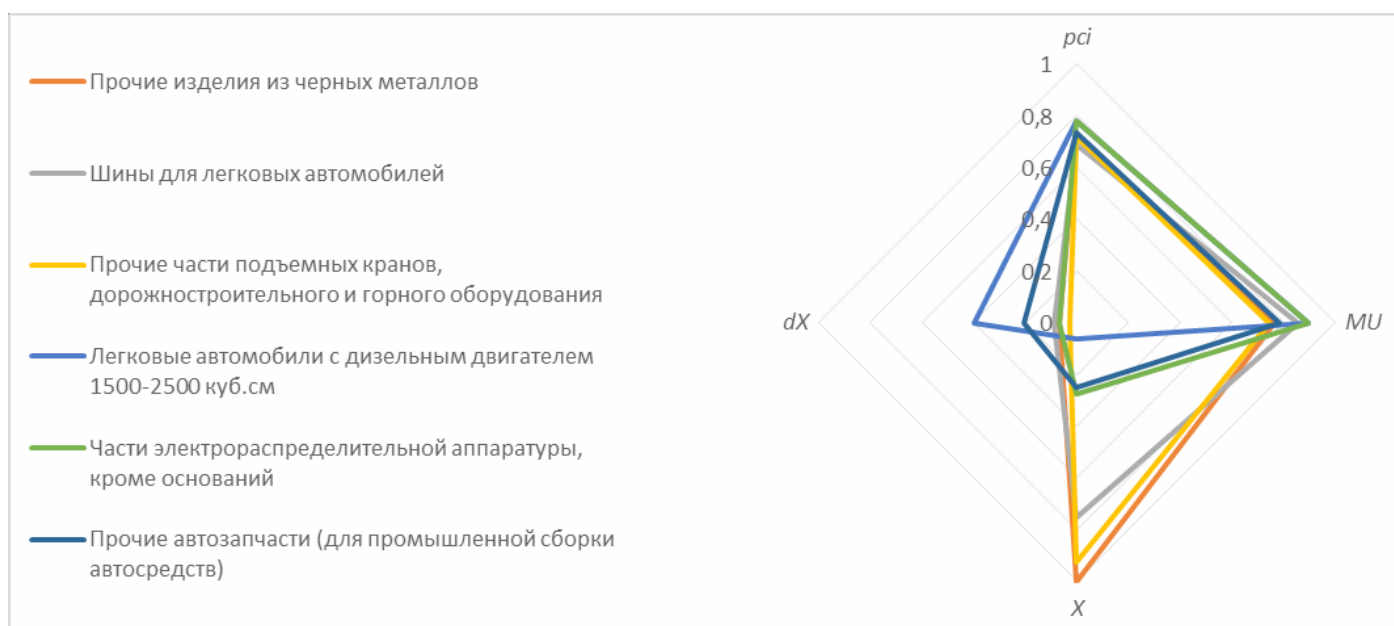 Прочие изделия из черных металлов
Шины для легковых автомобилей
Прочие части подъемных кранов,
дорожностроительного и горного оборудования
Легковые автомобили с дизельным двигателем
1500-2500 куб.см
Части электрораспределительной аппаратуры,
кроме оснований
Прочие автозапчасти (для промышленной сборки
автосредств)
pci
1
0,8
0,6
0,4
0,2
0
dX
MU
X